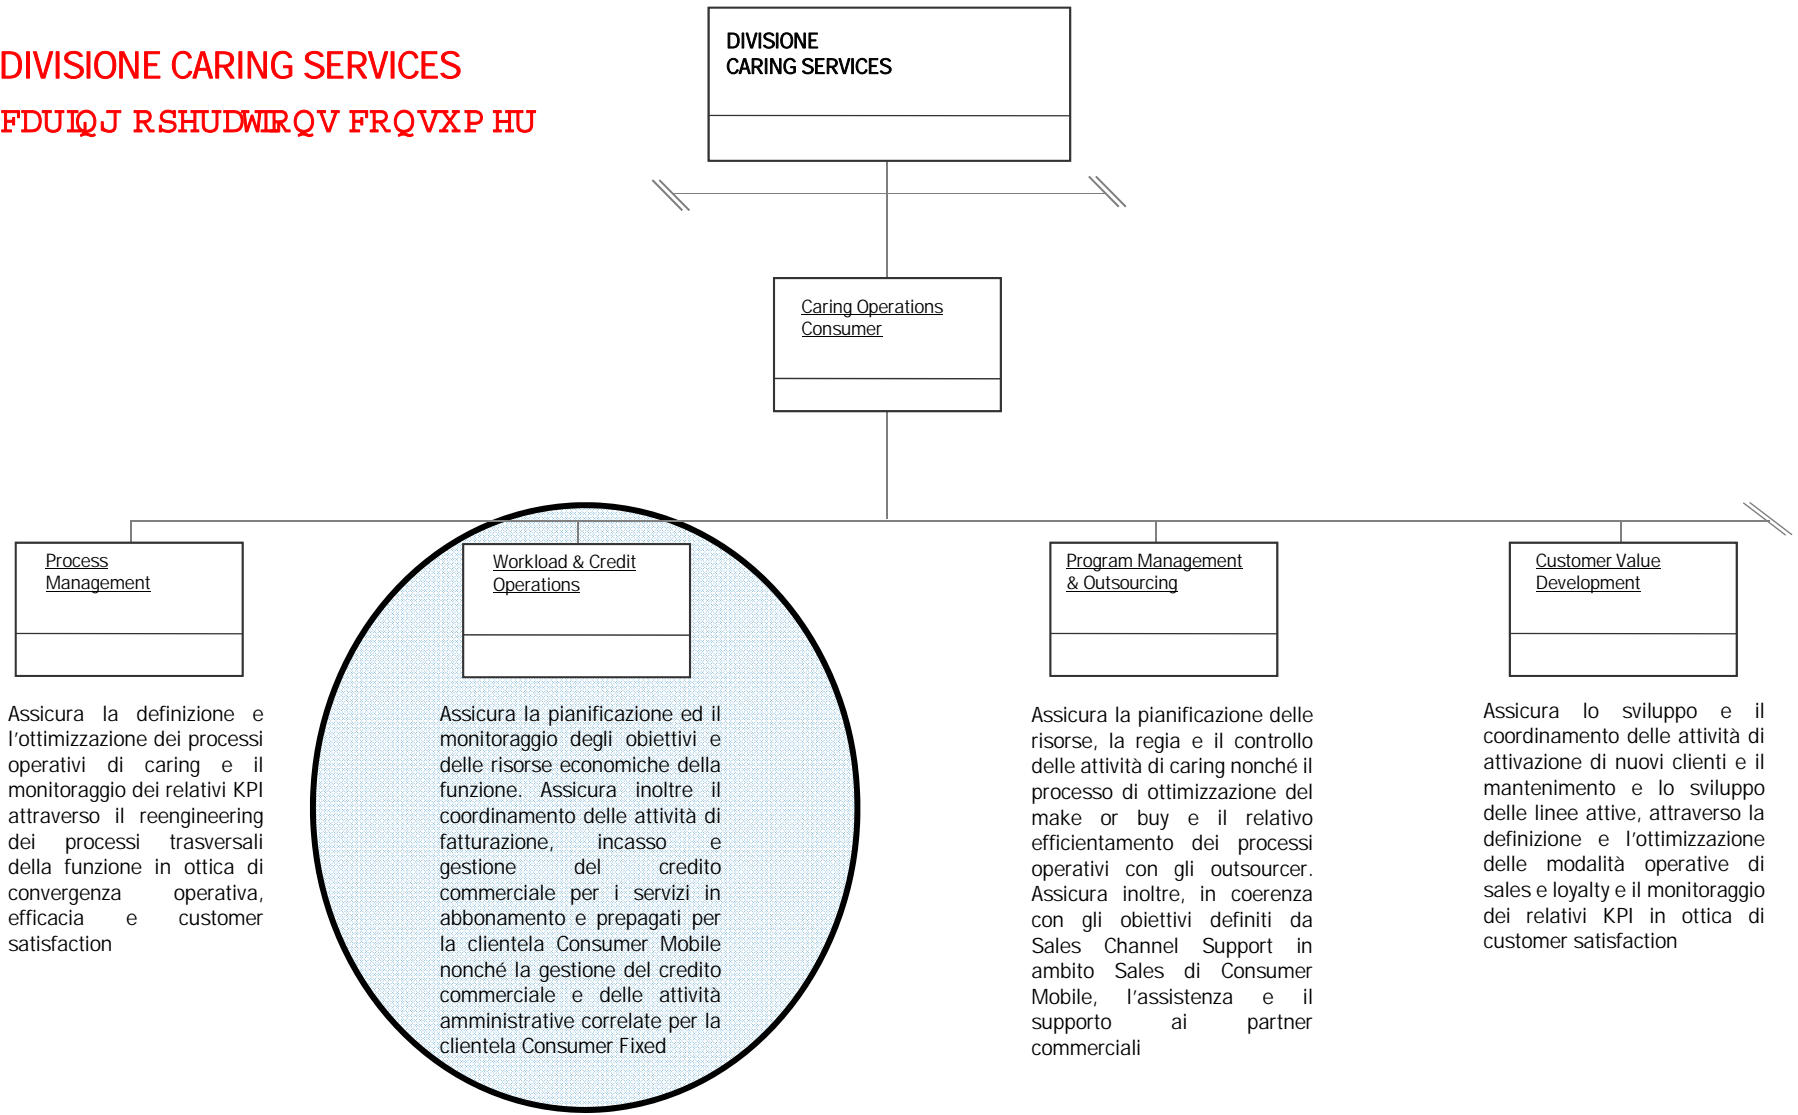 DIVISIONE CARING SERVICES
FDULQJ RSHUDWLRQV FRQVXP HU
DIVISIONE
CARING SERVICES
Caring Operations
Consumer
Process
Management
Workload & Credit
Operations
Program Management
& Outsourcing
Customer Value
Development
Assicura la definizione e
l'ottimizzazione dei processi
operativi di caring e il
monitoraggio dei relativi KPI
attraverso il reengineering
dei processi trasversali
della funzione in ottica di
convergenza operativa,
efficacia e customer
satisfaction
Assicura la pianificazione ed il
monitoraggio degli obiettivi e
delle risorse economiche della
funzione. Assicura inoltre il
coordinamento delle attività di
fatturazione, incasso e
gestione del credito
commerciale per i servizi in
abbonamento e prepagati per
la clientela Consumer Mobile
nonché la gestione del credito
commerciale e delle attività
amministrative correlate per la
clientela Consumer Fixed
Assicura la pianificazione delle
risorse, la regia e il controllo
delle attività di caring nonché il
processo di ottimizzazione del
make or buy e il relativo
efficientamento dei processi
operativi con gli outsourcer.
Assicura inoltre, in coerenza
con gli obiettivi definiti da
Sales Channel Support in
ambito Sales di Consumer
Mobile, l'assistenza e il
supporto ai partner
commerciali
Assicura lo sviluppo e il
coordinamento delle attività di
attivazione di nuovi clienti e il
mantenimento e lo sviluppo
delle linee attive, attraverso la
definizione e l'ottimizzazione
delle modalità operative di
sales e loyalty e il monitoraggio
dei relativi KPI in ottica di
customer satisfaction